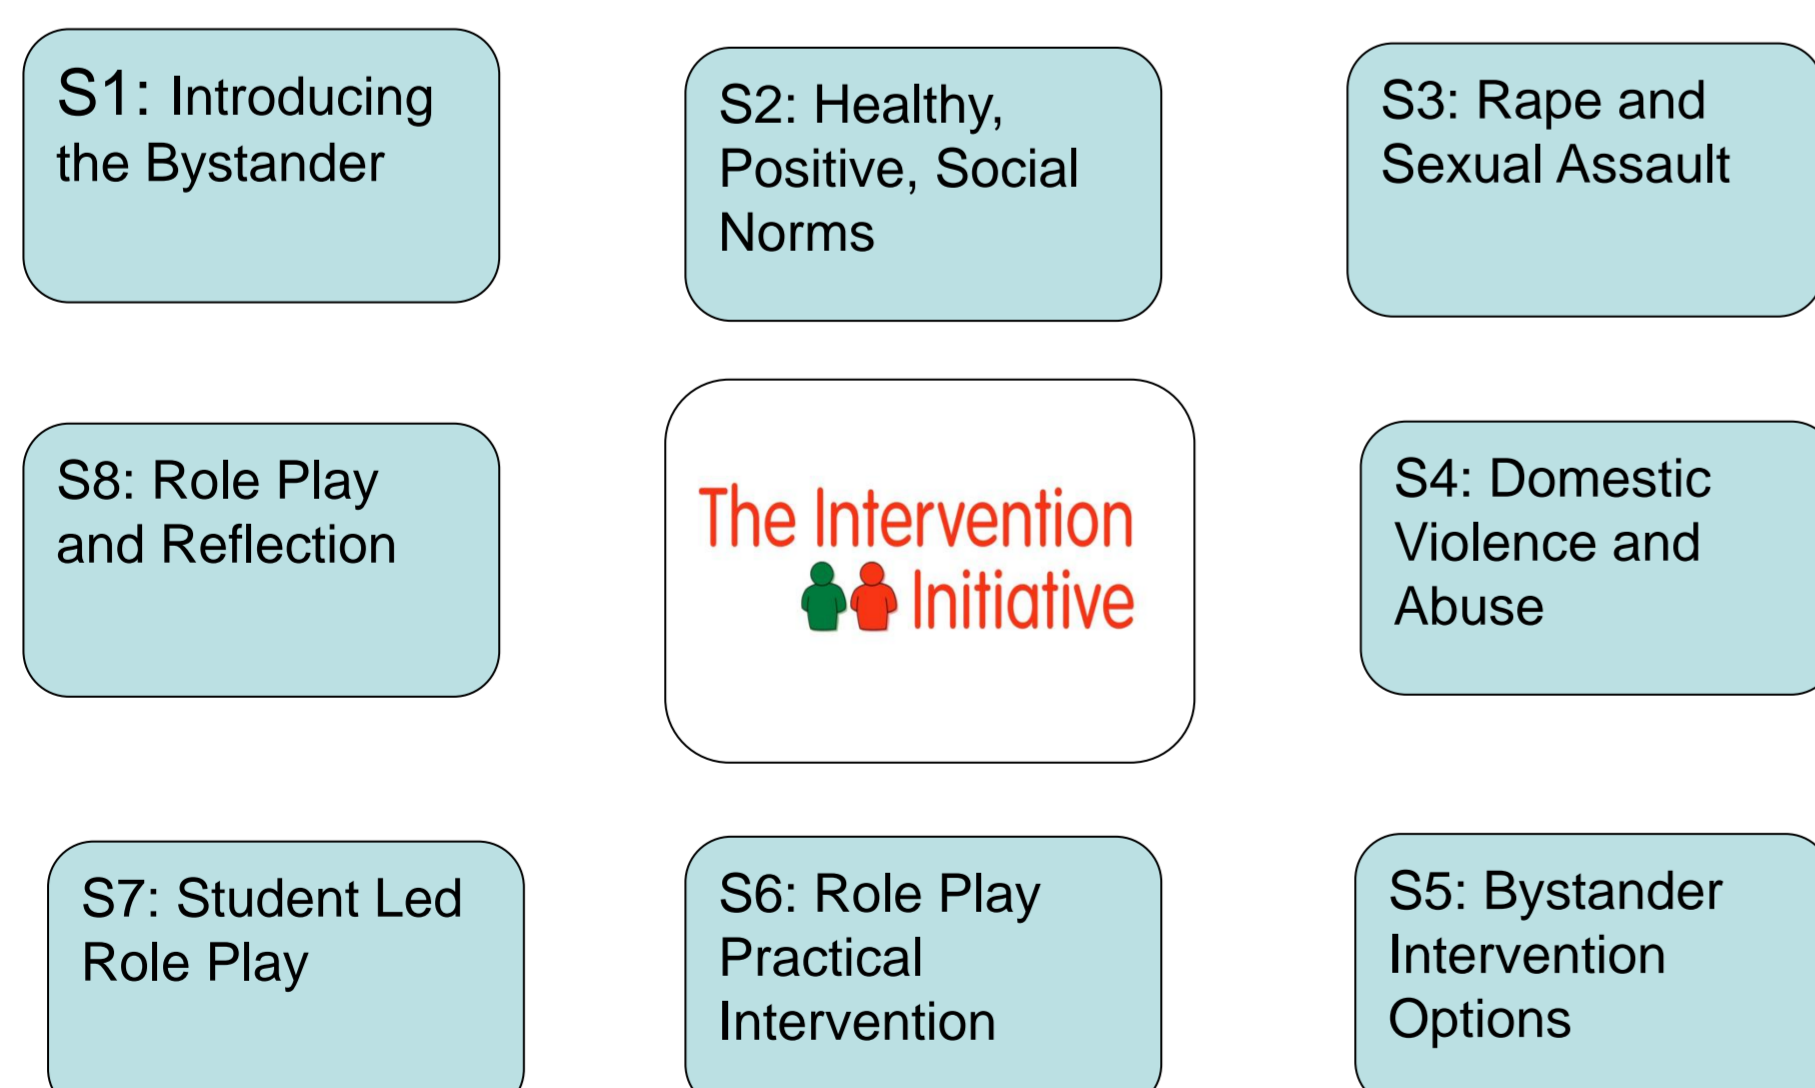 S1: Introducing
the Bystander
S2: Healthy,
Positive, Social
Norms
S3: Rape and
Sexual Assault
S8: Role Play
and Reflection
The Intervention
Initiative
S4: Domestic
Violence and
Abuse
S7: Student Led
Role Play
S6: Role Play
Practical
Intervention
S5: Bystander
Intervention
Options